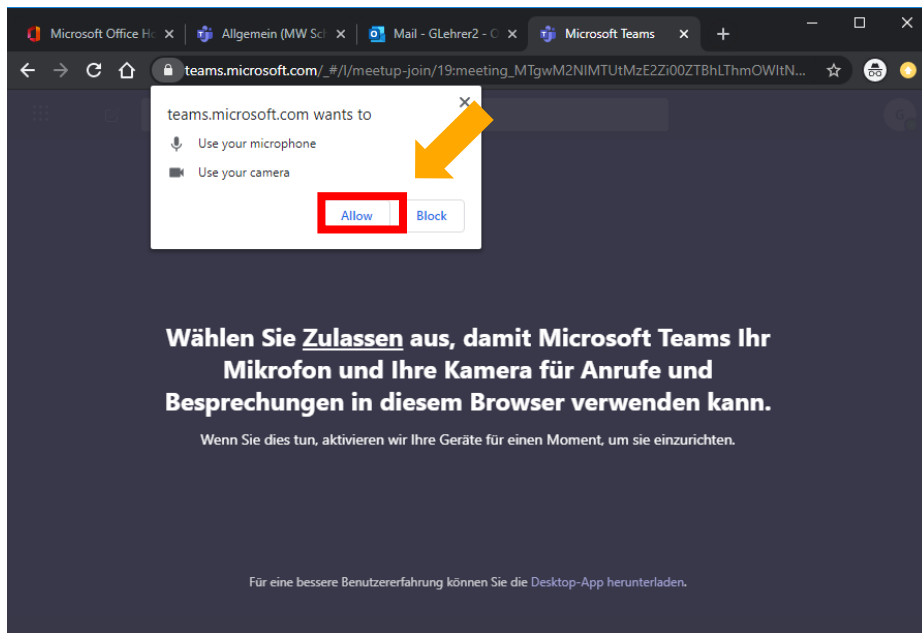 Microsoft Office Ho
Allgemein (MW Sch
Mail - GLehrer2 - O
Microsoft Teams
teams.microsoft.com/_#/l/meetup-join/19:meeting_MTgwM2NlMTUtMzE2Zi00ZTBhLThmOWItN...
teams.microsoft.com wants to
Use your microphone
Use your camera
Allow
Block
Wählen Sie Zulassen aus, damit Microsoft Teams Ihr
Mikrofon und Ihre Kamera für Anrufe und
Besprechungen in diesem Browser verwenden kann.
Wenn Sie dies tun, aktivieren wir Ihre Geräte für einen Moment, um sie einzurichten.
Für eine bessere Benutzererfahrung können Sie die Desktop-App herunterladen.